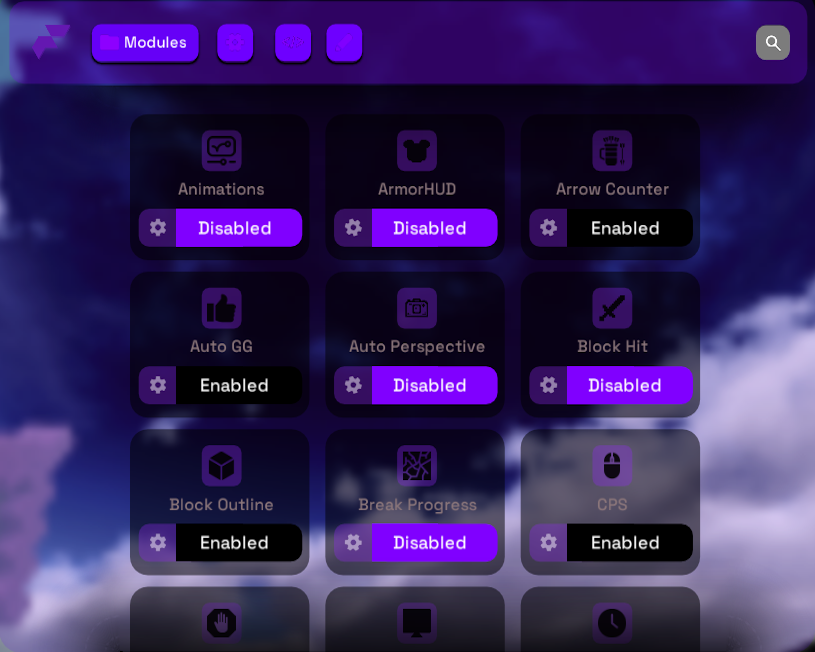 Modules
Animations
ArmorHUD
Arrow Counter
Disabled
Disabled
Enabled
Auto GG
Auto Perspective
Block Hit
Enabled
Disabled
Disabled
Block Outline
Break Progress
CPS
Enabled
Disabled
Enabled